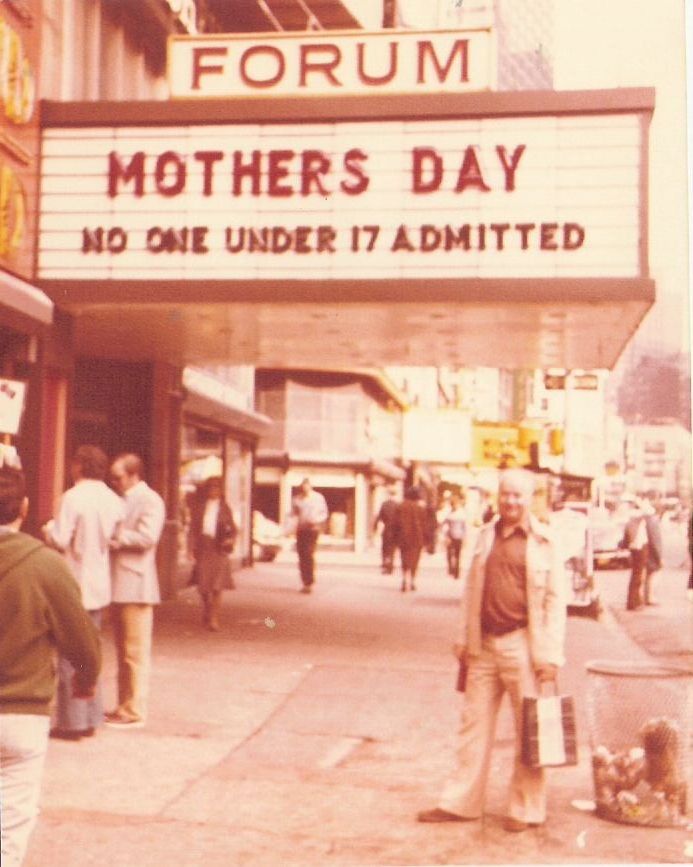 FORUM
MOTHERS DAY
NO ONE UNDER 17 ADMITTED